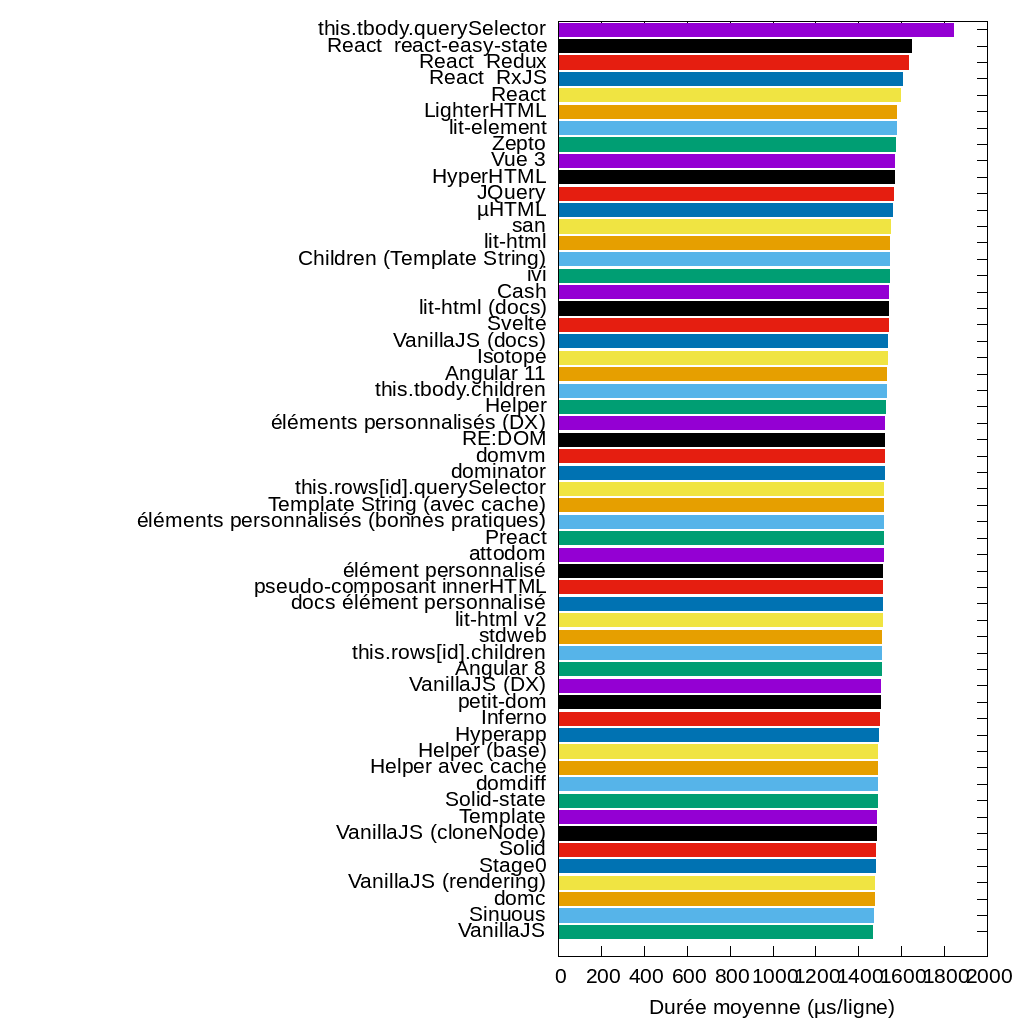 this.tbody.querySelector
React react-easy-state
React Redux
React RxJS
React
LighterHTML
lit-element
Zepto
Vue 3
HyperHTML
JQuery
µHTML
san
lit-html
Children (Template String)
ivi
Cash
lit-html (docs)
Svelte
VanillaJS (docs)
Isotope
Angular 11
this.tbody.children
Helper
éléments personnalisés (DX)
RE:DOM
domvm
dominator
this.rows[id].querySelector
Template String (avec cache)
éléments personnalisés (bonnes pratiques)
Preact
attodom
élément personnalisé
pseudo-composant innerHTML
docs élément personnalisé
lit-html v2
stdweb
this.rows[id].children
Angular 8
VanillaJS (DX)
petit-dom
Inferno
Hyperapp
Helper (base)
Helper avec cache
domdiff
Solid-state
Template
VanillaJS (cloneNode)
Solid
Stage0
VanillaJS (rendering)
domc
Sinuous
VanillaJS
0 200 400 600 800 1000 1200 1400 1600 1800 2000
Durée moyenne (µs/ligne)